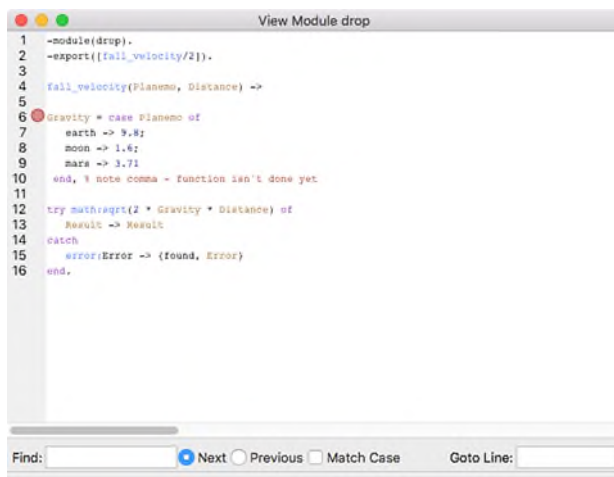 View Module drop
1 -module(drop).
2 -export([fall_velocity/2]).
3
4 fall_velocity(Planemo, Distance) ->
5
6 Gravity = case Planemo of
7 earth -> 9.8;
8 moon -> 1.6;
9 mars -> 3.71
10 end, % note comma - function isn't done yet
11
12 try math:sqrt(2 * Gravity * Distance) of
13 Result -> Result
14 catch
15 error:Error -> {found, Error}
16 end.
Find: Next Previous Match Case Goto Line: